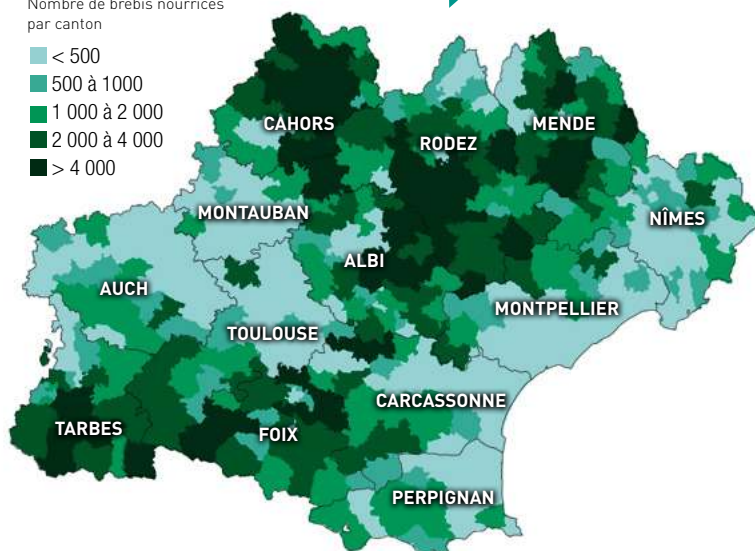 Nombre de brebis nourrices
par canton
< 500
500 à 1000
1 000 à 2 000
2 000 à 4 000
> 4 000
CAHORS
RODEZ
MENDE
MONTAUBAN
NÎMES
ALBI
AUCH
MONTPELLIER
TOULOUSE
CARCASSONNE
TARBES
FOIX
PERPIGNAN